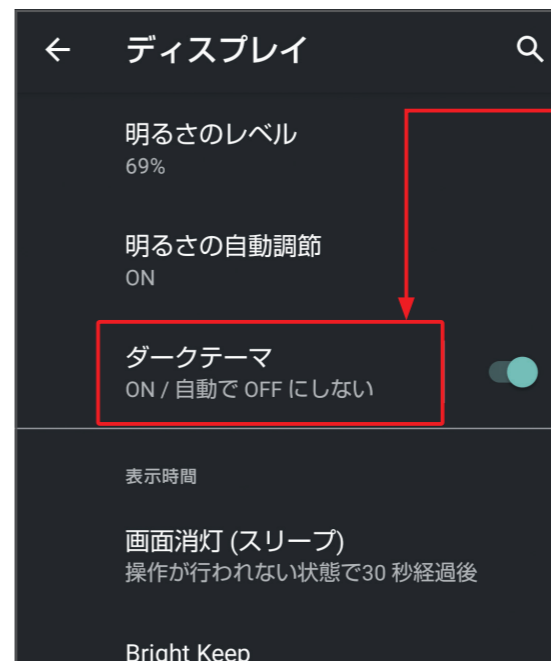 ディスプレイ
明るさのレベル
69%
明るさの自動調節
ON
ダークテーマ
ON / 自動で OFF にしない
表示時間
画面消灯 (スリープ)
操作が行われない状態で30 秒経過後
Bright Keep